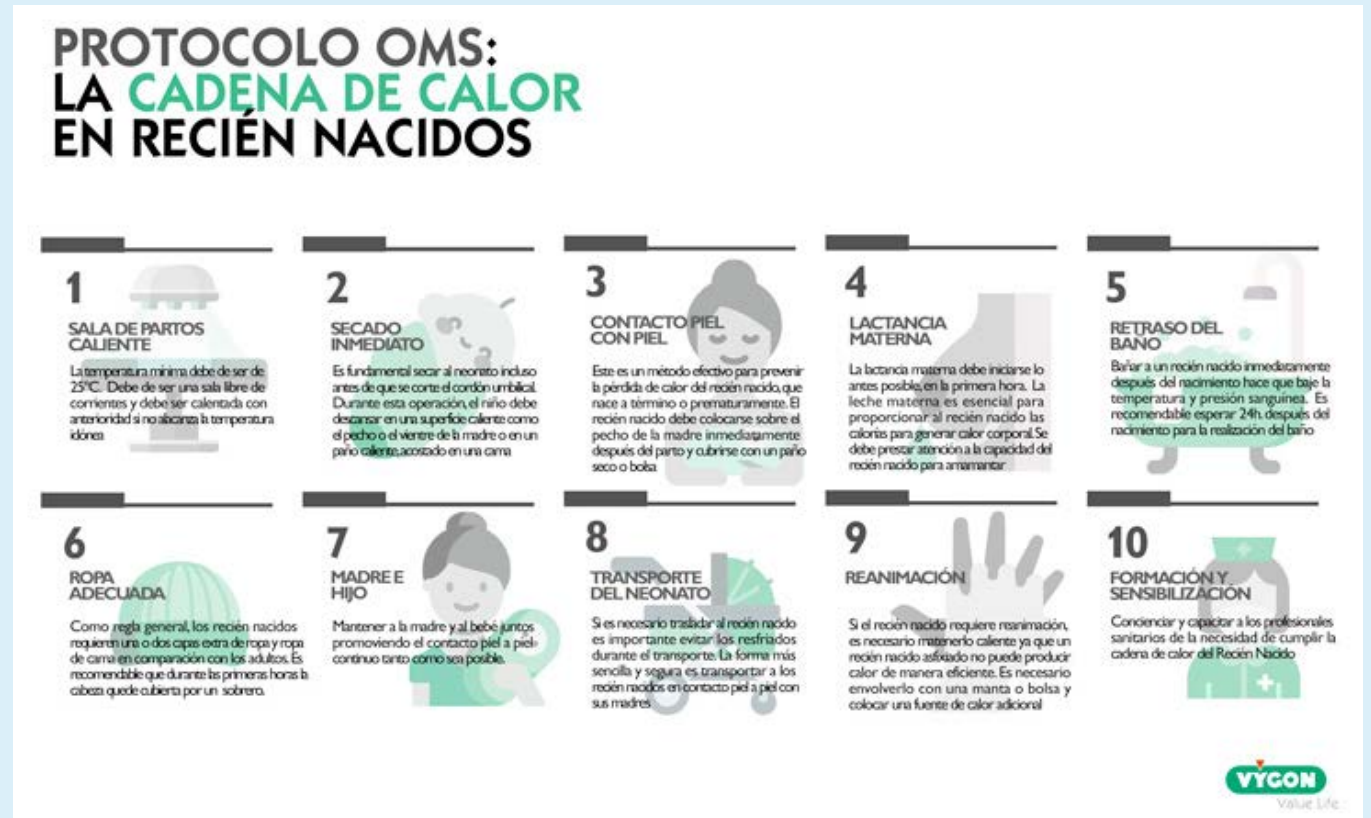 PROTOCOLO OMS:
LA CADENA DE CALOR
EN RECIÉN NACIDOS
1
SALA DE PARTOS
CALIENTE
La temperatura minima debe de ser de
25°C. Debe de ser una sala libre de
corrientes y debe ser calentada con
anterioridad si no alacanza la temperatura
idónea
2
SECADO
INMEDIATO
Es fundamental secar al neonato incluso
antes de que se corte el cordón umbilical.
Durante esta operación, el niño debe
descansar en una superficie caliente como
el pecho o el vientre de la madre o en un
paño caliente, acostado en una cama
3
CONTACTO PIEL
CON PIEL
Este es un método efectivo para prevenir
la pérdida de calor del recién nacido, que
nace a término o prematuramente. El
recién nacido debe colocarse sobre el
pecho de la madre inmediatamente
después del parto y cubrirse con un paño
seco o bolsa
4
LACTANCIA
MATERNA
La lactancia materna debe iniciarse lo
antes posible, en la primera hora. La
leche materna es esencial para
proporcionar al recién nacido las
calorías para generar calor corporal. Se
debe prestar atención a la capacidad del
recién nacido para amamantar
5
RETRASO DEL
BAÑO
Bañar a un recién nacido inmediatamente
después del nacimiento hace que baje la
temperatura y presión sanguínea. Es
recomendable esperar 24h. después del
nacimiento para la realización del baño
6
ROPA
ADECUADA
Como regla general, los recién nacidos
requieren una o dos capas extra de ropa y ropa
de cama en comparación con los adultos. Es
recomendable que durante las primeras horas la
cabeza quede cubierta por un sobrero.
7
MADRE E
HIJO
Mantener a la madre y al bebé juntos
promoviendo el contacto piel a piel
continuo tanto como sea posible.
8
TRANSPORTE
DEL NEONATO
Si es necesario trasladar al recién nacido
es importante evitar los resfriados
durante el transporte. La forma más
sencilla y segura es transportar a los
recién nacidos en contacto piel a piel con
sus madres
9
REANIMACIÓN
Si el recién nacido requiere reanimación,
es necesario matenerlo caliente ya que un
recién nacido asfixiado no puede producir
calor de manera eficiente. Es necesario
envolverlo con una manta o bolsa y
colocar una fuente de calor adicional
10
FORMACIÓN Y
SENSIBILIZACIÓN
Concienciar y capacitar a los profesionales
sanitarios de la necesidad de cumplir la
cadena de calor del Recién Nacido
VYGON
Value Life